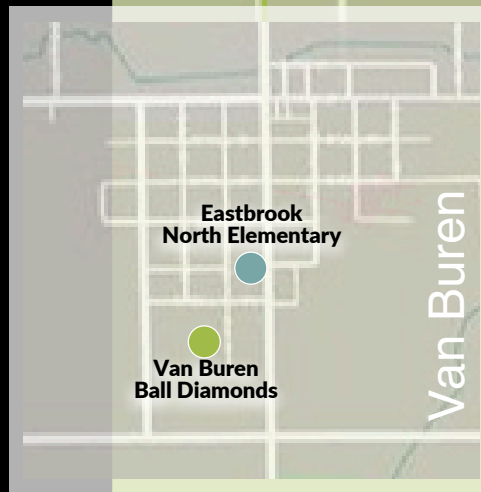 Eastbrook
North Elementary
Van Buren
Ball Diamonds
Van Buren